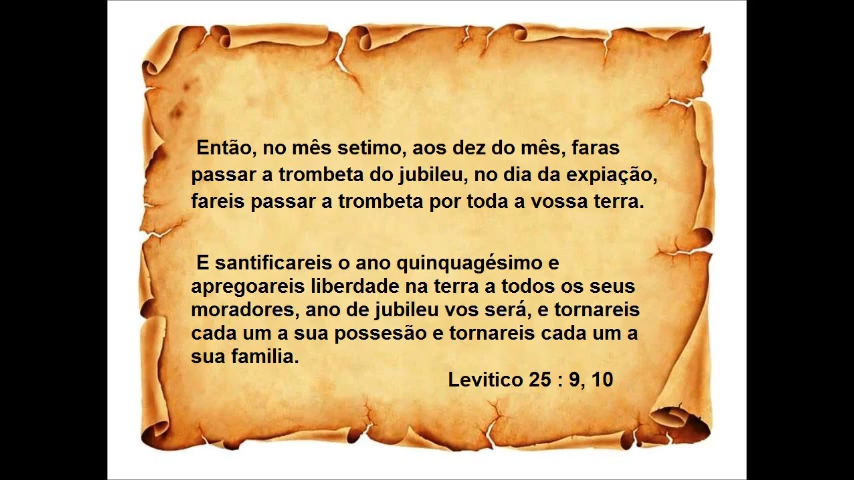 Então, no mês setimo, aos dez do mês, faras
passar a trombeta do jubileu, no dia da expiação,
fareis passar a trombeta por toda a vossa terra.
E santificareis o ano quinquagésimo e
apregoareis liberdade na terra a todos os seus
moradores, ano de jubileu vos será, e tornareis
cada um a sua possesão e tornareis cada um a
sua familia.
Levitico 25 : 9, 10